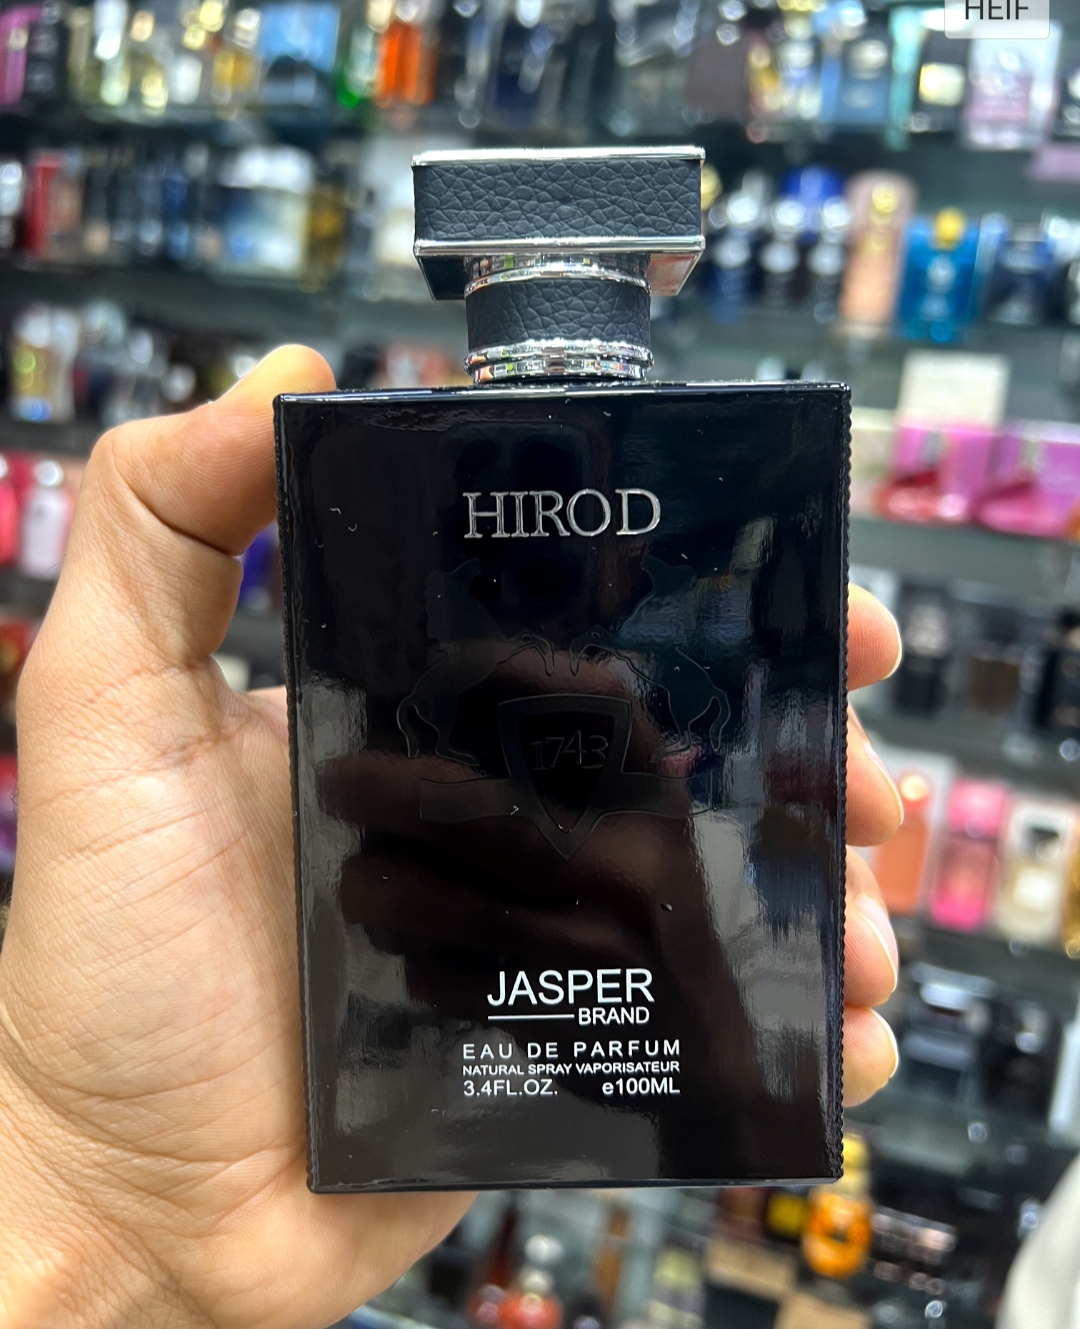 HEIF
HIROD
1743
JASPER
BRAND
EAU DE PARFUM
NATURAL SPRAY VAPORISATEUR
3.4FL.OZ. e100ML